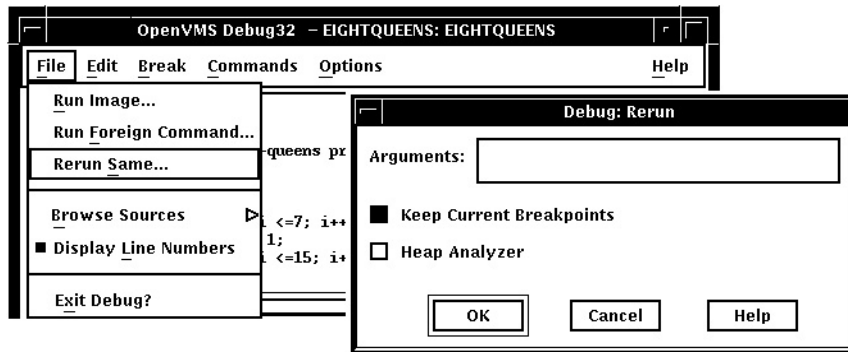 OpenVMS Debug32 – EIGHTQUEENS: EIGHTQUEENS
File Edit Break Commands Options Help
Run Image...
Run Foreign Command...
Rerun Same...
Browse Sources
Display Line Numbers
Exit Debug?
-queens pr
i <=7; i++
1;
i <=15; i+
Debug: Rerun
Arguments:
Keep Current Breakpoints
Heap Analyzer
OK Cancel Help